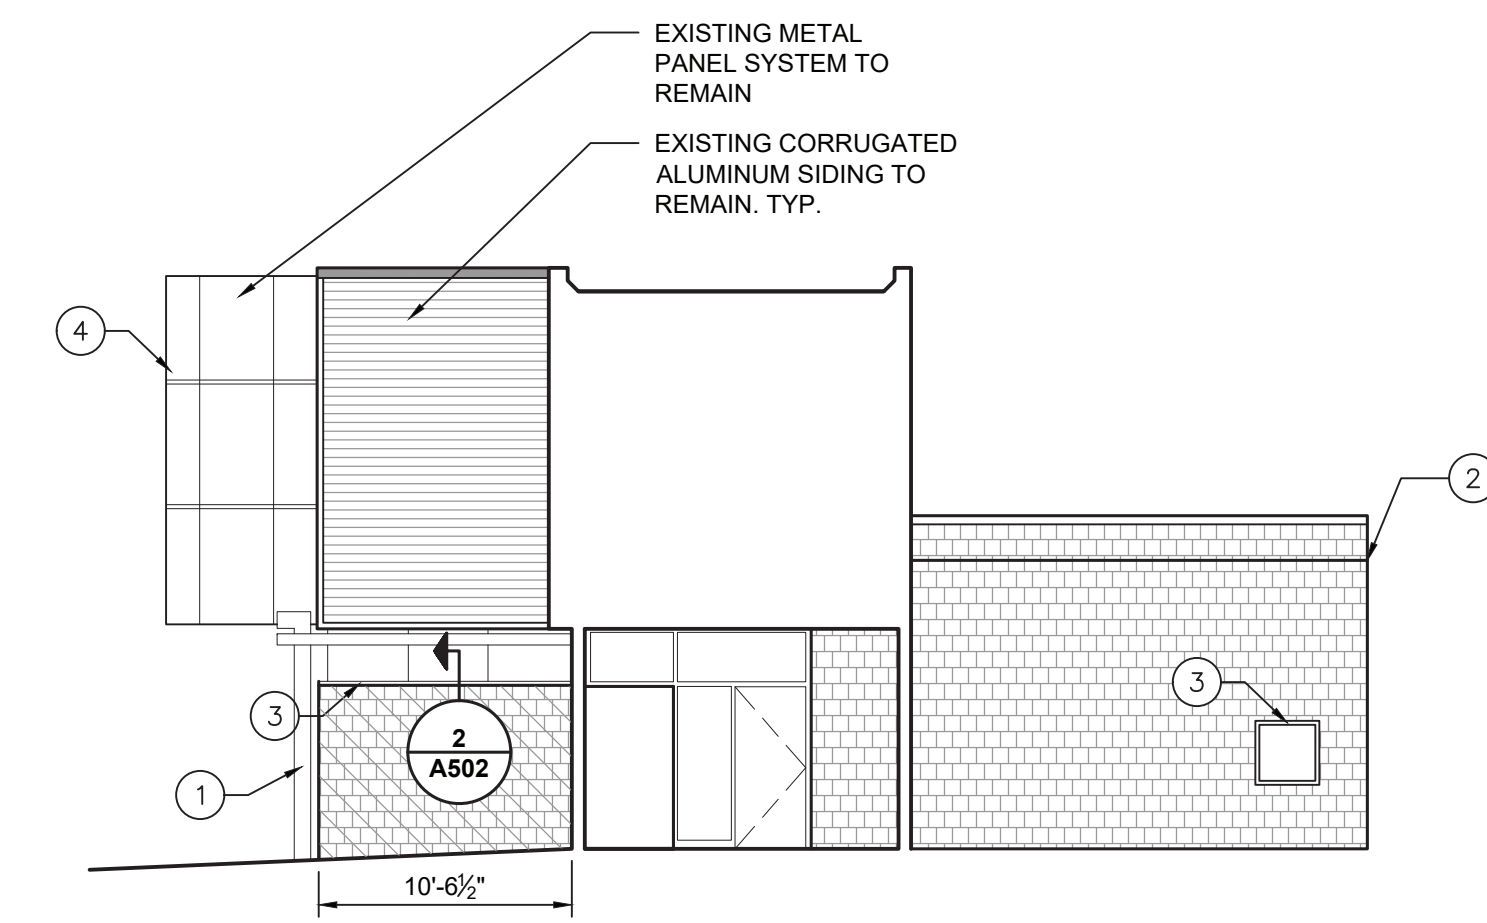 EXISTING METAL
PANEL SYSTEM TO
REMAIN
EXISTING CORRUGATED
ALUMINUM SIDING TO
REMAIN. TYP.
4
2
3
3
2
A502
1
10'-6½"